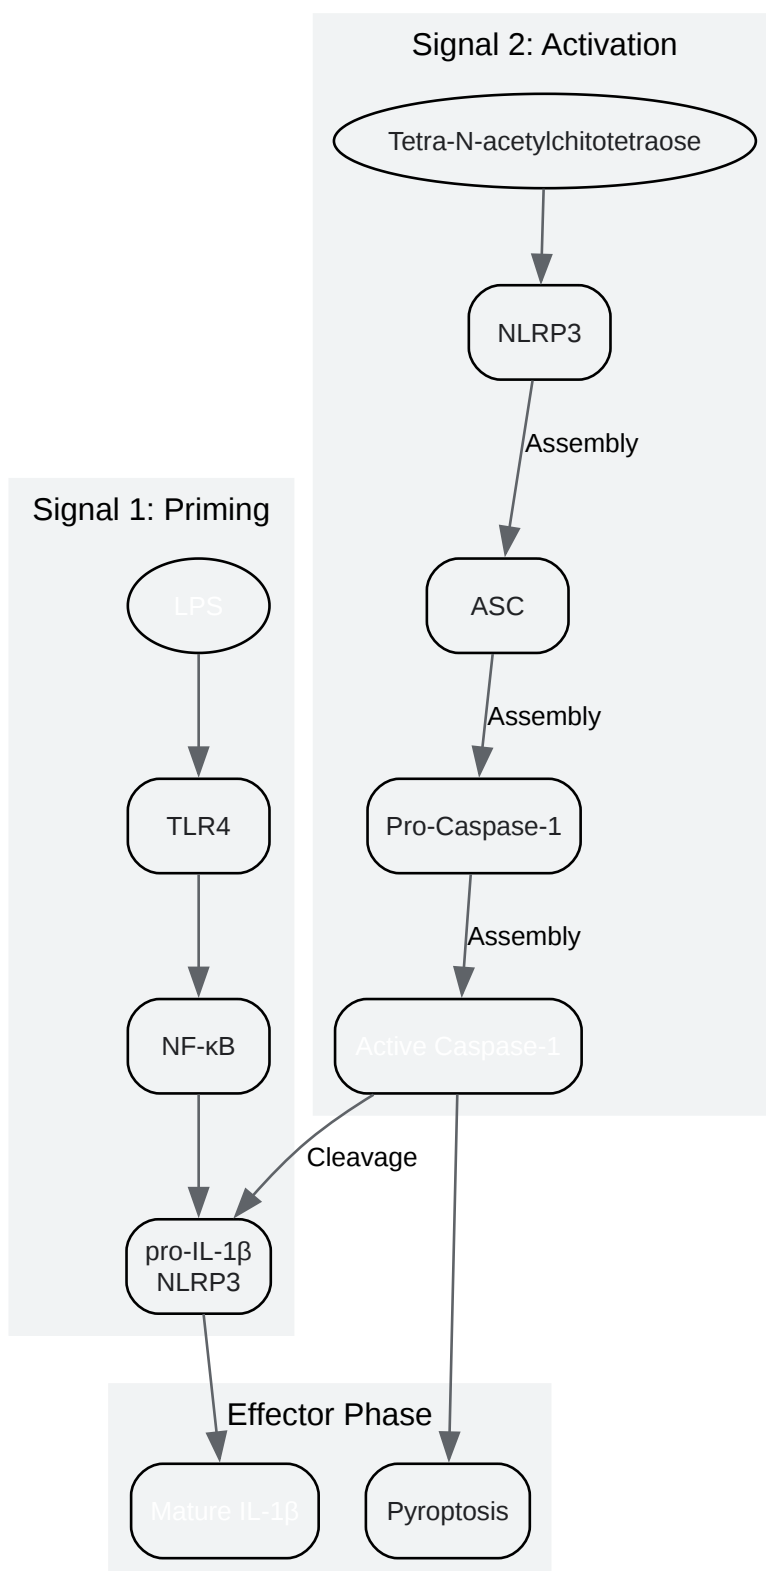 Signal 2: Activation
Tetra-N-acetylchitotetraose
NLRP3
Assembly
Signal 1: Priming
LPS
ASC
Assembly
TLR4
Pro-Caspase-1
Assembly
NF-κB
Active Caspase-1
Cleavage
pro-IL-1β
NLRP3
Effector Phase
Mature IL-1β
Pyroptosis